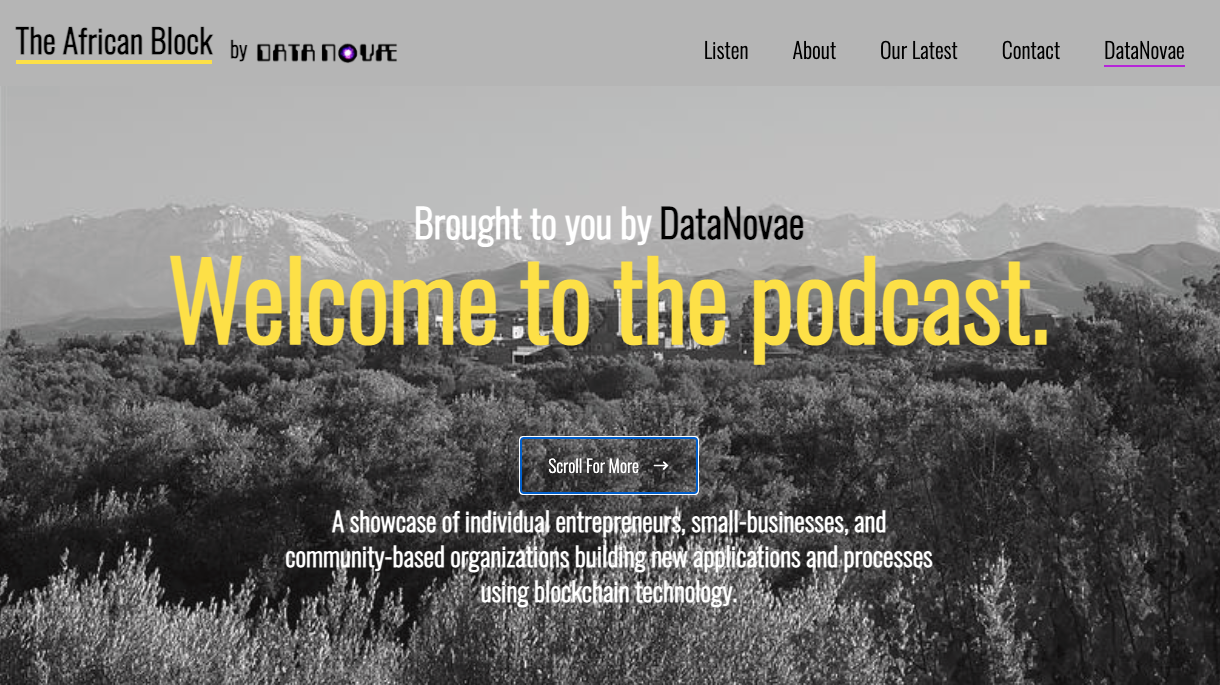 The African Block by DATA NOVAE
Listen About Our Latest Contact DataNovae
Brought to you by DataNovae
Welcome to the podcast.
Scroll For More →
A showcase of individual entrepreneurs, small-businesses, and
community-based organizations building new applications and processes
using blockchain technology.